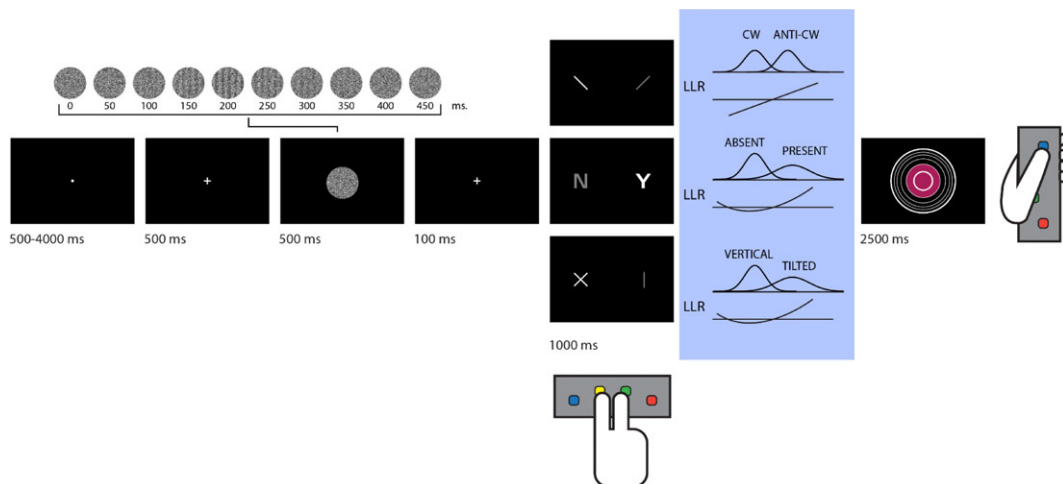 CW ANTI-CW
LLR
0 50 100 150 200 250 300 350 400 450 ms.
ABSENT PRESENT
N Y
LLR
500-4000 ms 500 ms 500 ms 100 ms 2500 ms
VERTICAL TILTED
LLR
1000 ms